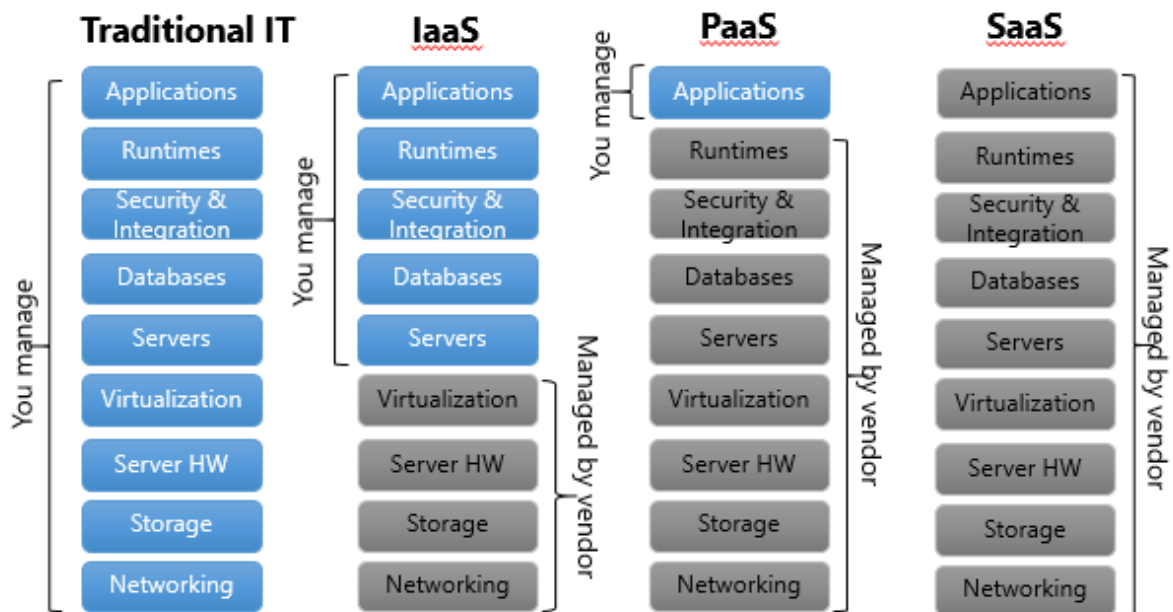 Traditional IT
IaaS
PaaS
SaaS
You manage
Applications
Runtimes
Security &
Integration
Databases
Servers
Virtualization
Server HW
Storage
Networking
You manage
Applications
Runtimes
Security &
Integration
Databases
Servers
Virtualization
Server HW
Storage
Networking
Managed by vendor
You manage
Applications
Runtimes
Security &
Integration
Databases
Servers
Virtualization
Server HW
Storage
Networking
Managed by vendor
Applications
Runtimes
Security &
Integration
Databases
Servers
Virtualization
Server HW
Storage
Networking
Managed by vendor